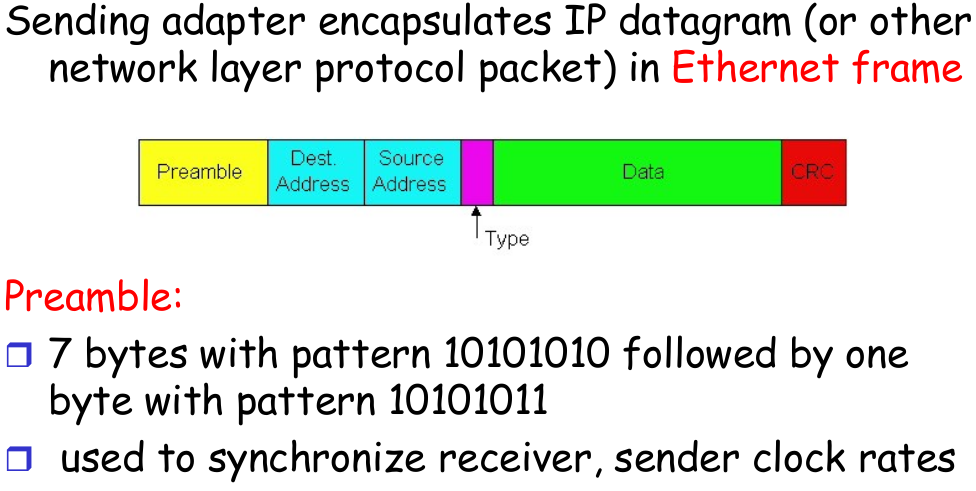 Sending adapter encapsulates IP datagram (or other
network layer protocol packet) in Ethernet frame
Preamble
Dest.
Address
Source
Address
Data
CRC
Type
Preamble:
7 bytes with pattern 10101010 followed by one
byte with pattern 10101011
used to synchronize receiver, sender clock rates